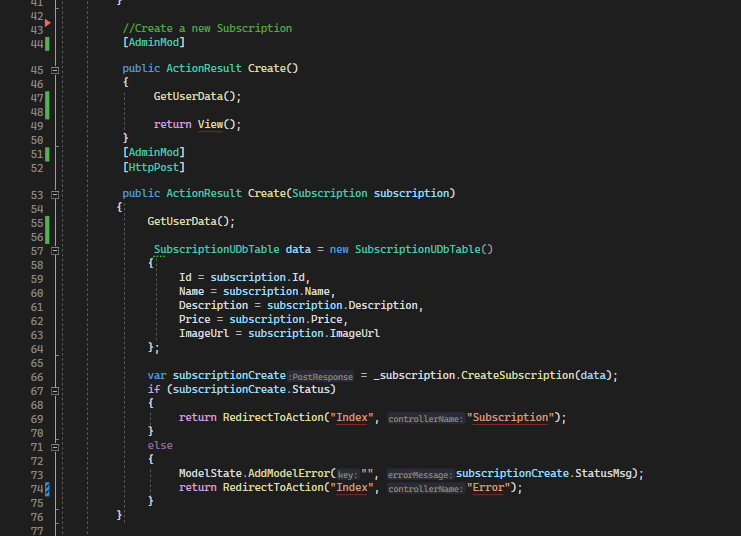 41 }
42
43 //Create a new Subscription
44 [AdminMod]
45 public ActionResult Create()
46 {
47 GetUserData();
48
49 return View();
50 }
51 [AdminMod]
52 [HttpPost]
53 public ActionResult Create(Subscription subscription)
54 {
55 GetUserData();
56
57 SubscriptionUDbTable data = new SubscriptionUDbTable()
58 {
59 Id = subscription.Id,
60 Name = subscription.Name,
61 Description = subscription.Description,
62 Price = subscription.Price,
63 ImageUrl = subscription.ImageUrl
64 };
65
66 var subscriptionCreate :PostResponse = _subscription.CreateSubscription(data);
67 if (subscriptionCreate.Status)
68 {
69 return RedirectToAction("Index", controllerName: "Subscription");
70 }
71 else
72 {
73 ModelState.AddModelError( key: "", errorMessage: subscriptionCreate.StatusMsg);
74 return RedirectToAction("Index", controllerName: "Error");
75 }
76 }
77